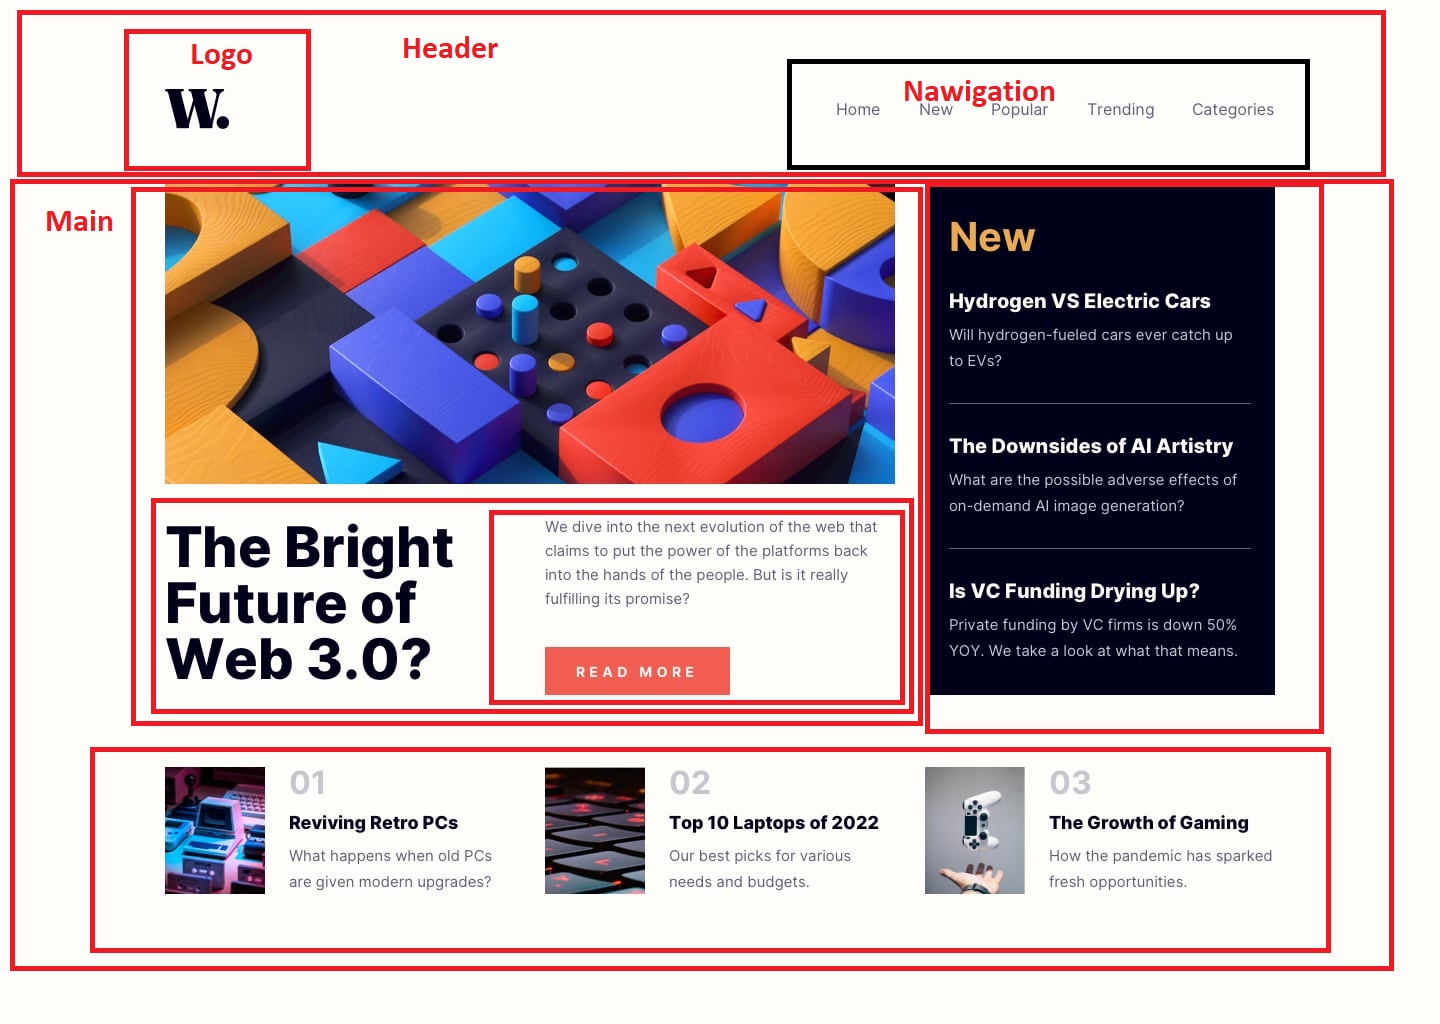 Logo
Header
W.
Nawigation
Home New Popular Trending Categories
Main
New
Hydrogen VS Electric Cars
Will hydrogen-fueled cars ever catch up
to EVs?
The Downsides of AI Artistry
What are the possible adverse effects of
on-demand AI image generation?
Is VC Funding Drying Up?
Private funding by VC firms is down 50%
YOY. We take a look at what that means.
The Bright
Future of
Web 3.0?
We dive into the next evolution of the web that
claims to put the power of the platforms back
into the hands of the people. But is it really
fulfilling its promise?
READ MORE
01
Reviving Retro PCs
What happens when old PCs
are given modern upgrades?
02
Top 10 Laptops of 2022
Our best picks for various
needs and budgets.
03
The Growth of Gaming
How the pandemic has sparked
fresh opportunities.